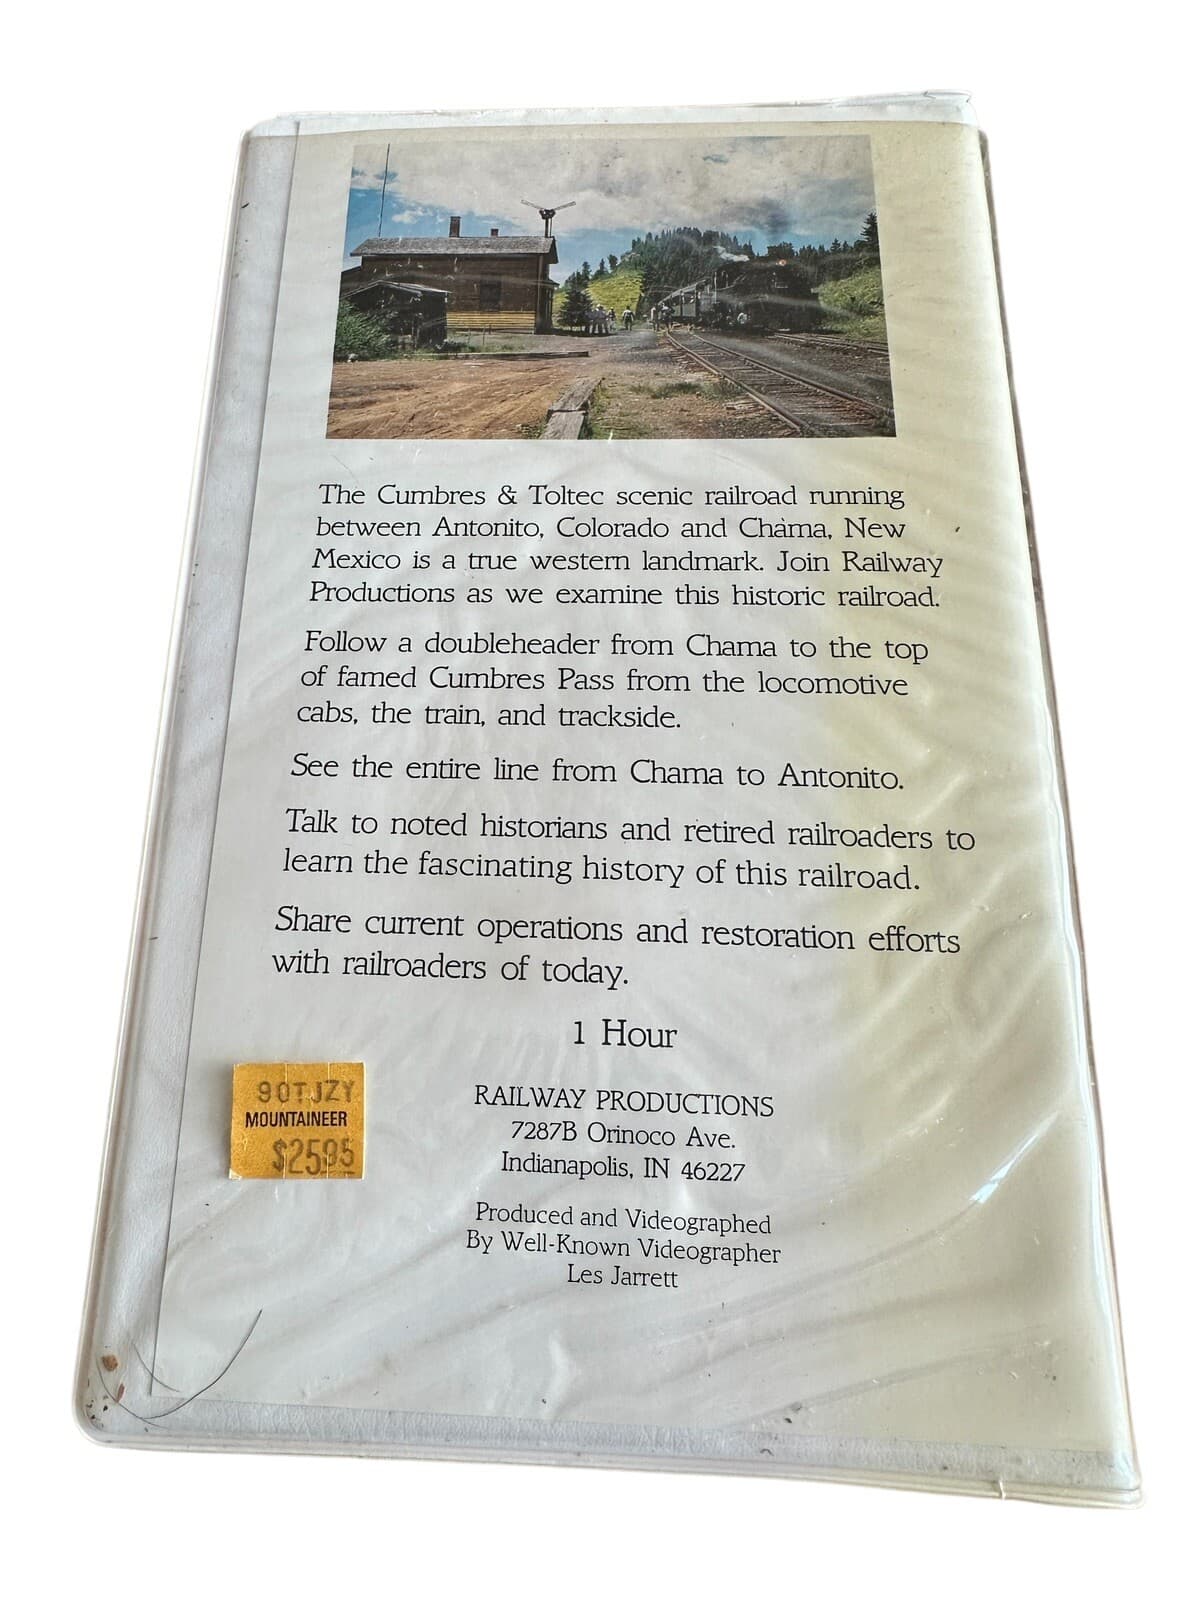 The Cumbres & Toltec scenic railroad running
between Antonito, Colorado and Chama, New
Mexico is a true western landmark. Join Railway
Productions as we examine this historic railroad.
Follow a doubleheader from Chama to the top
of famed Cumbres Pass from the locomotive
cabs, the train, and trackside.
See the entire line from Chama to Antonito.
Talk to noted historians and retired railroaders to
learn the fascinating history of this railroad.
Share current operations and restoration efforts
with railroaders of today.
1 Hour
90TJZY
MOUNTAINEER
$25.95
RAILWAY PRODUCTIONS
7287B Orinoco Ave.
Indianapolis, IN 46227
Produced and Videographed
By Well-Known Videographer
Les Jarrett